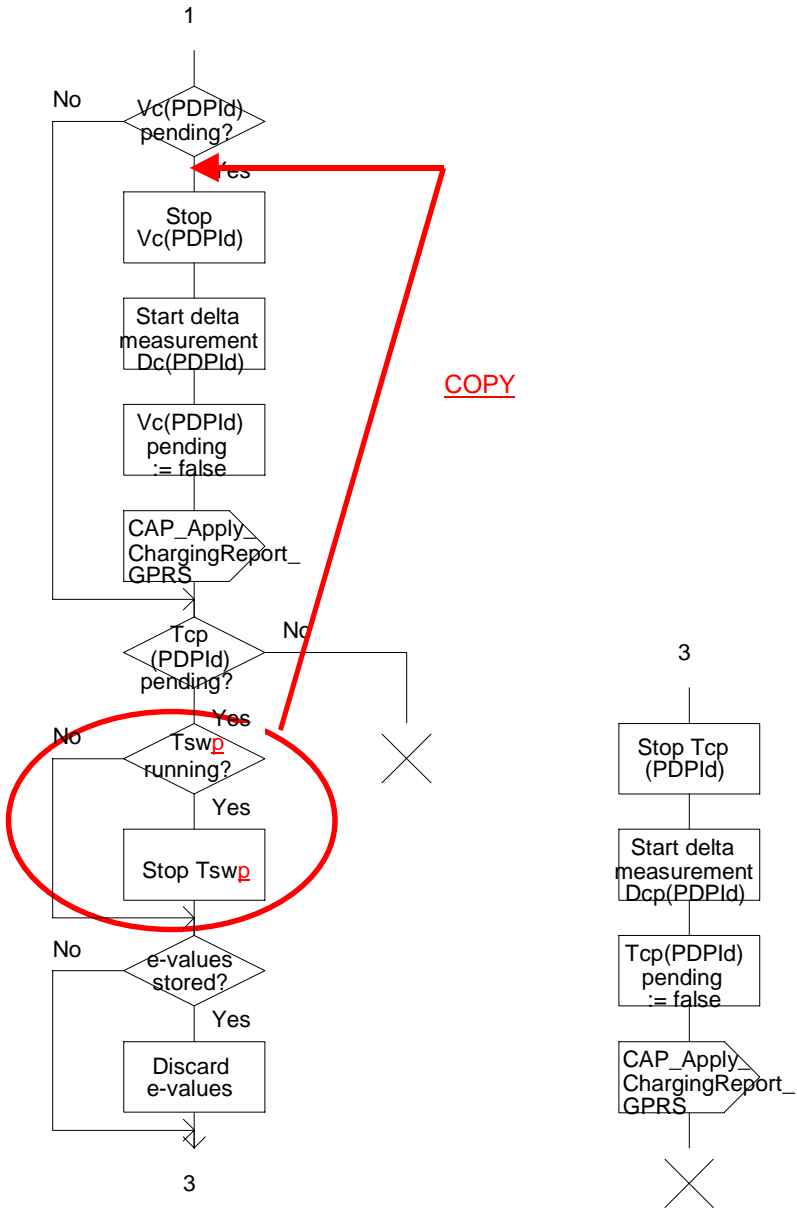 1
No
Vc(PDPId)
pending?
Yes
Stop
Vc(PDPId)
Start delta
measurement
Dc(PDPId)
COPY
Vc(PDPId)
pending
:= false
CAP_Apply_
ChargingReport_
GPRS
Tcp
(PDPId)
pending?
No
Yes
No
Tswp
running?
Yes
Stop Tswp
No
e-values
stored?
Yes
Discard
e-values
3
3
Stop Tcp
(PDPId)
Start delta
measurement
Dcp(PDPId)
Tcp(PDPId)
pending
:= false
CAP_Apply_
ChargingReport_
GPRS